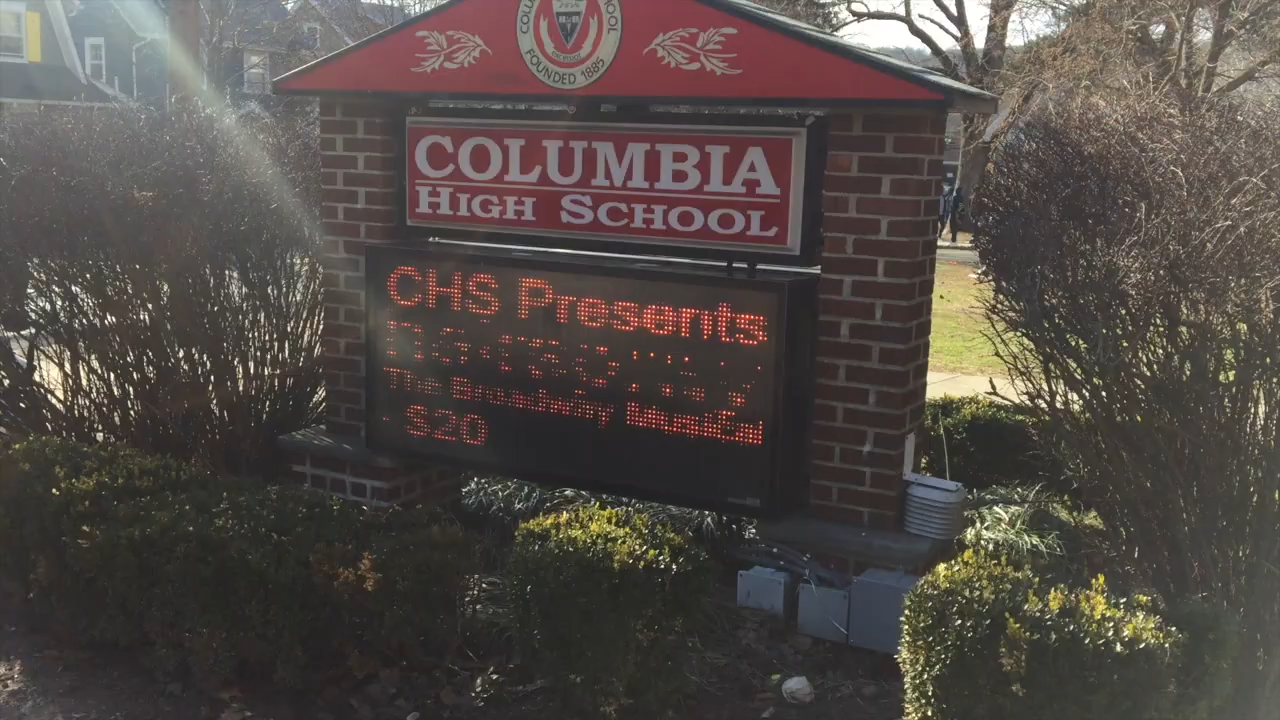 FOUNDED 1885
COLUMBIA
HIGH SCHOOL
CHS Presents
The Broadway Musical
$20